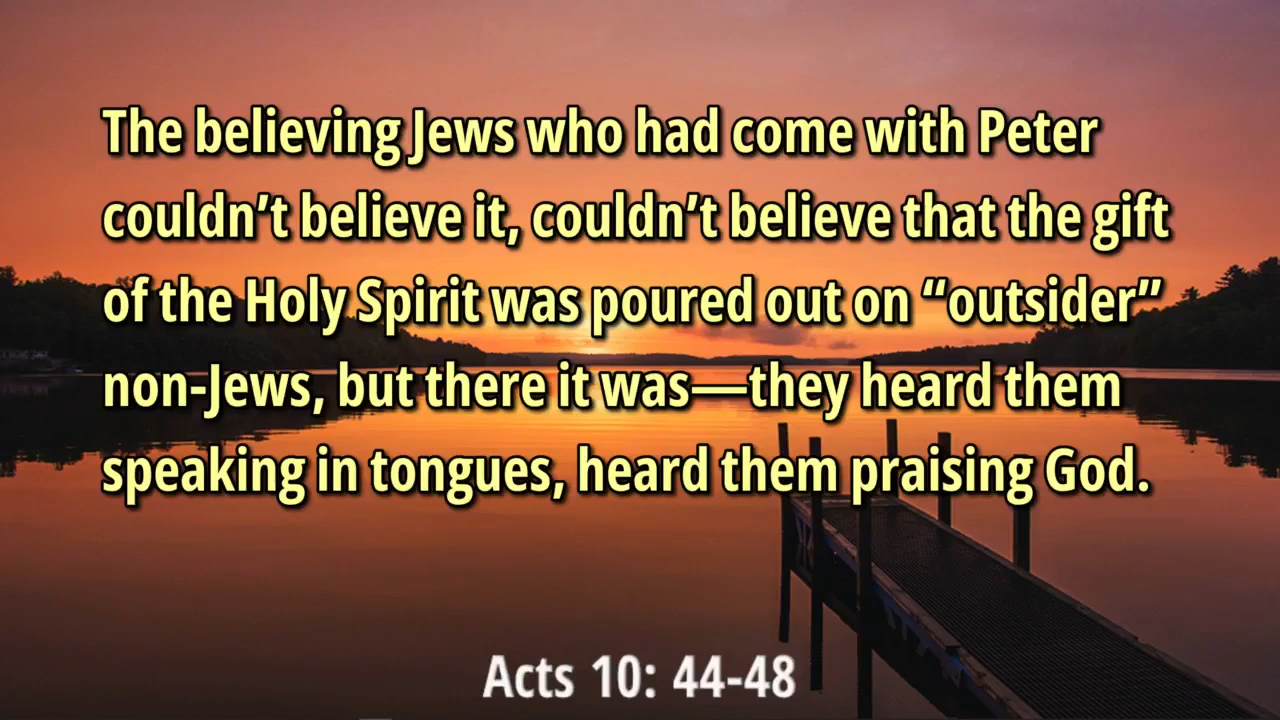 The believing Jews who had come with Peter
couldn’t believe it, couldn’t believe that the gift
of the Holy Spirit was poured out on “outsider”
non-Jews, but there it was—they heard them
speaking in tongues, heard them praising God.
Acts 10: 44-48